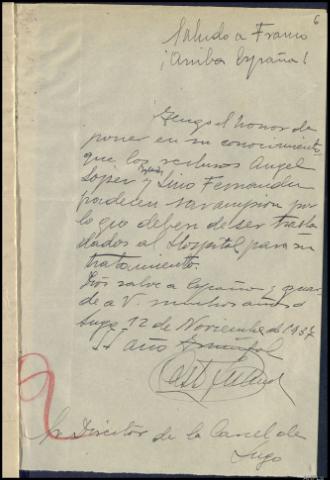 6
Saludo a Franco
¡Arriba España!
Tengo el honor de
poner en su conocimiento
que los reclusos Angel
Lopez y Lino Fernandez
padecen sarampion por
lo que deben de ser trasla
dados al Hospital para su
tratamiento.
Dios salve a España y guar
de a V. muchos años
Lugo 12 de Noviembre de 1937
II año Triunfal
Sr Director de la Carcel de
Lugo